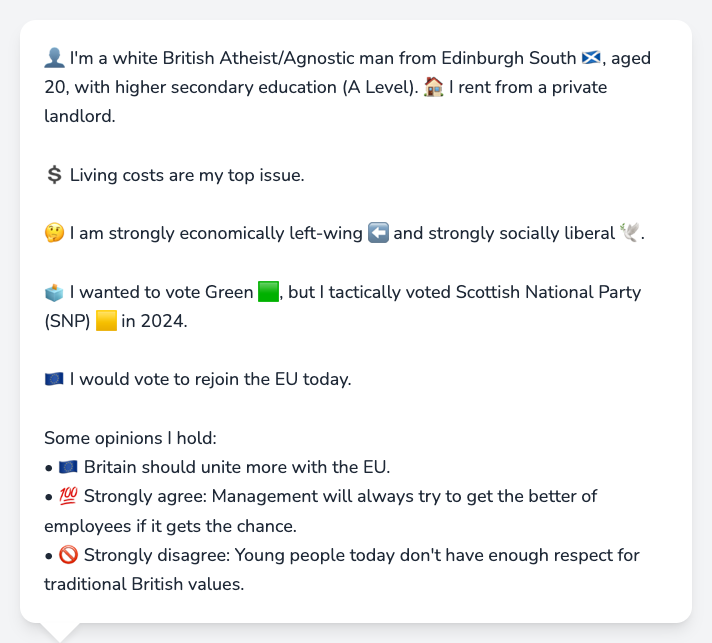 👤 I'm a white British Atheist/Agnostic man from Edinburgh South 🏴󠁧󠁢󠁳󠁣󠁴󠁿, aged
20, with higher secondary education (A Level). 🏠 I rent from a private
landlord.
💲 Living costs are my top issue.
🤔 I am strongly economically left-wing ⬅️ and strongly socially liberal 🕊️.
🗳️ I wanted to vote Green 🟩, but I tactically voted Scottish National Party
(SNP) 🟨 in 2024.
🇪🇺 I would vote to rejoin the EU today.
Some opinions I hold:
• 🇪🇺 Britain should unite more with the EU.
• 💯 Strongly agree: Management will always try to get the better of
employees if it gets the chance.
• 🚫 Strongly disagree: Young people today don't have enough respect for
traditional British values.